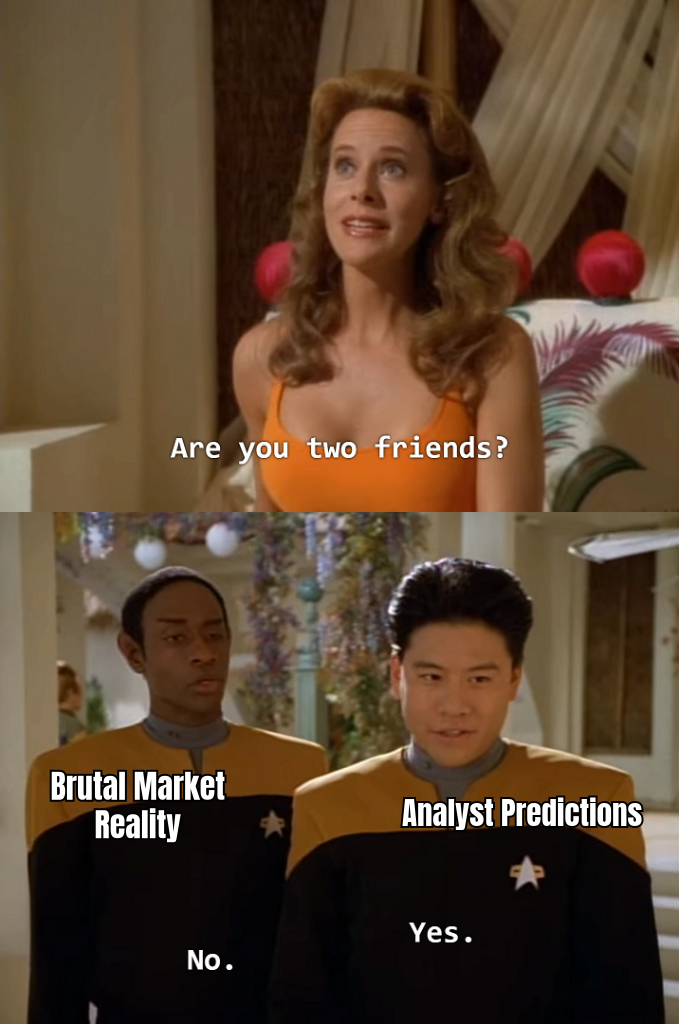 Are you two friends?
Brutal Market
Reality
Analyst Predictions
Yes.
No.